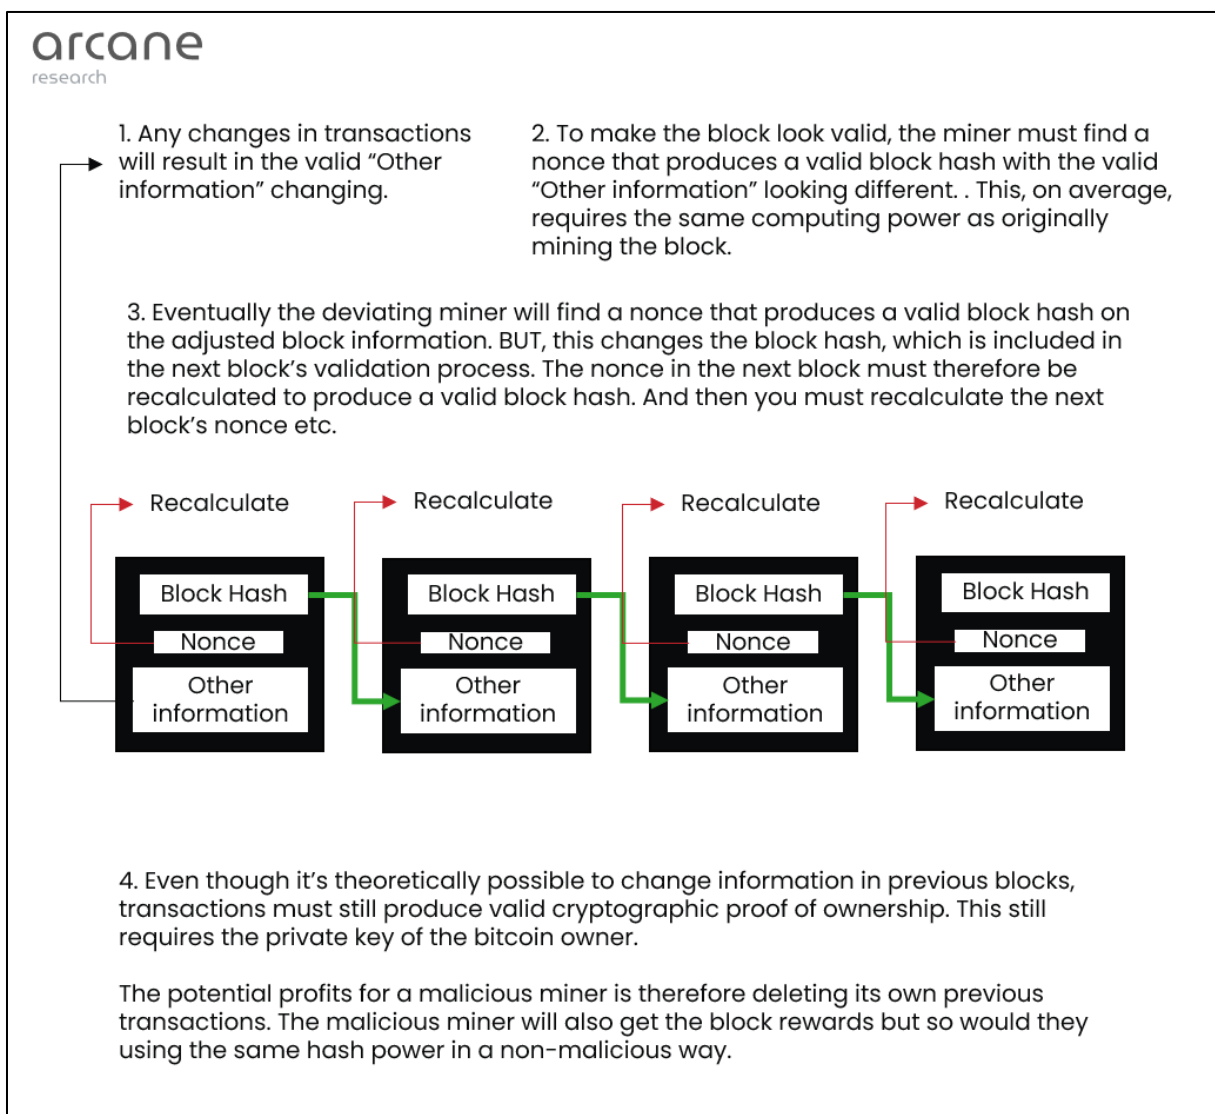 arcane
research
1. Any changes in transactions
will result in the valid “Other
information” changing.
2. To make the block look valid, the miner must find a
nonce that produces a valid block hash with the valid
“Other information” looking different. . This, on average,
requires the same computing power as originally
mining the block.
3. Eventually the deviating miner will find a nonce that produces a valid block hash on
the adjusted block information. BUT, this changes the block hash, which is included in
the next block’s validation process. The nonce in the next block must therefore be
recalculated to produce a valid block hash. And then you must recalculate the next
block’s nonce etc.
Recalculate
Recalculate
Recalculate
Recalculate
Block Hash
Nonce
Other
information
Block Hash
Nonce
Other
information
Block Hash
Nonce
Other
information
Block Hash
Nonce
Other
information
4. Even though it’s theoretically possible to change information in previous blocks,
transactions must still produce valid cryptographic proof of ownership. This still
requires the private key of the bitcoin owner.
The potential profits for a malicious miner is therefore deleting its own previous
transactions. The malicious miner will also get the block rewards but so would they
using the same hash power in a non-malicious way.